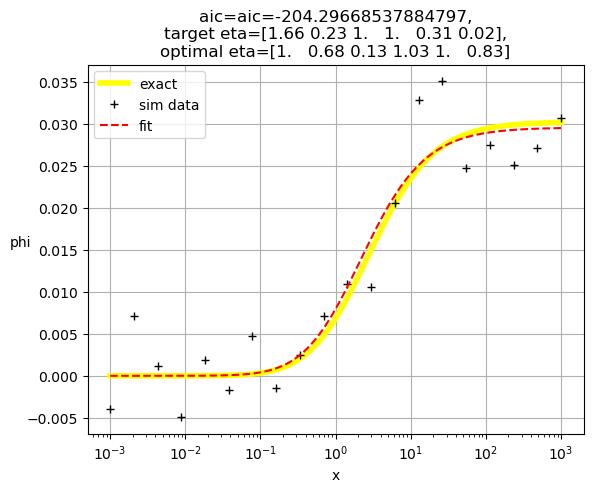 aic=aic=-204.29668537884797,
target eta=[1.66 0.23 1.   1.   0.31 0.02],
optimal eta=[1.   0.68 0.13 1.03 1.   0.83]
exact
sim data
fit
0.035
0.030
0.025
0.020
0.015
0.010
0.005
0.000
−0.005
phi
10⁻³
10⁻²
10⁻¹
10⁰
10¹
10²
10³
x